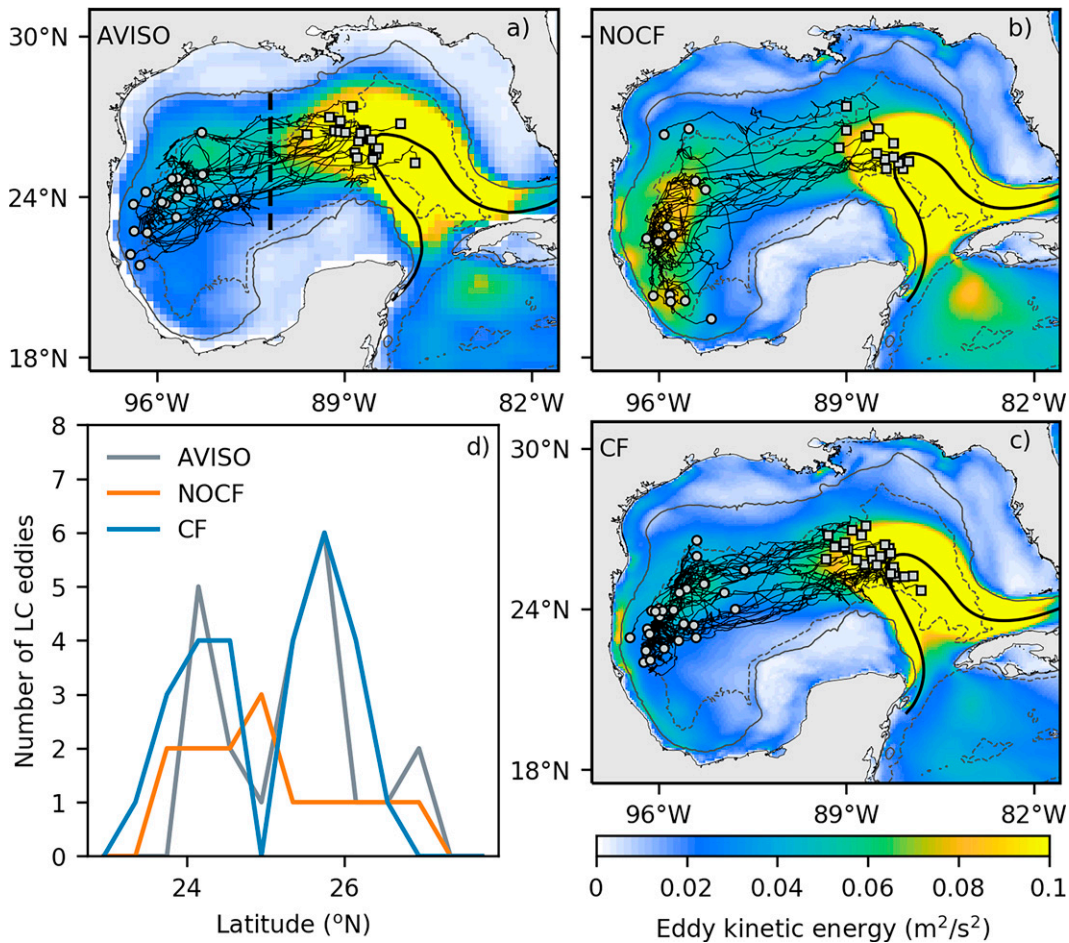 30°N
AVISO
a)
NOCF
b)
24°N
18°N
96°W
89°W
82°W
96°W
89°W
82°W
8
d)
30°N
CF
c)
7
AVISO
6
NOCF
5
CF
4
24°N
3
2
1
18°N
0
96°W
89°W
82°W
24
26
Number of LC eddies
Latitude (°N)
0
0.02
0.04
0.06
0.08
0.1
Eddy kinetic energy (m²/s²)